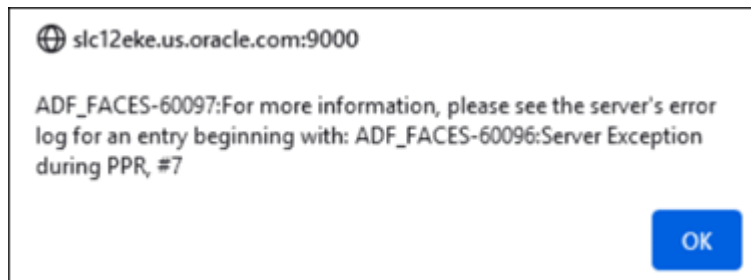 slc12eke.us.oracle.com:9000
ADF_FACES-60097:For more information, please see the server's error
log for an entry beginning with: ADF_FACES-60096:Server Exception
during PPR, #7
OK